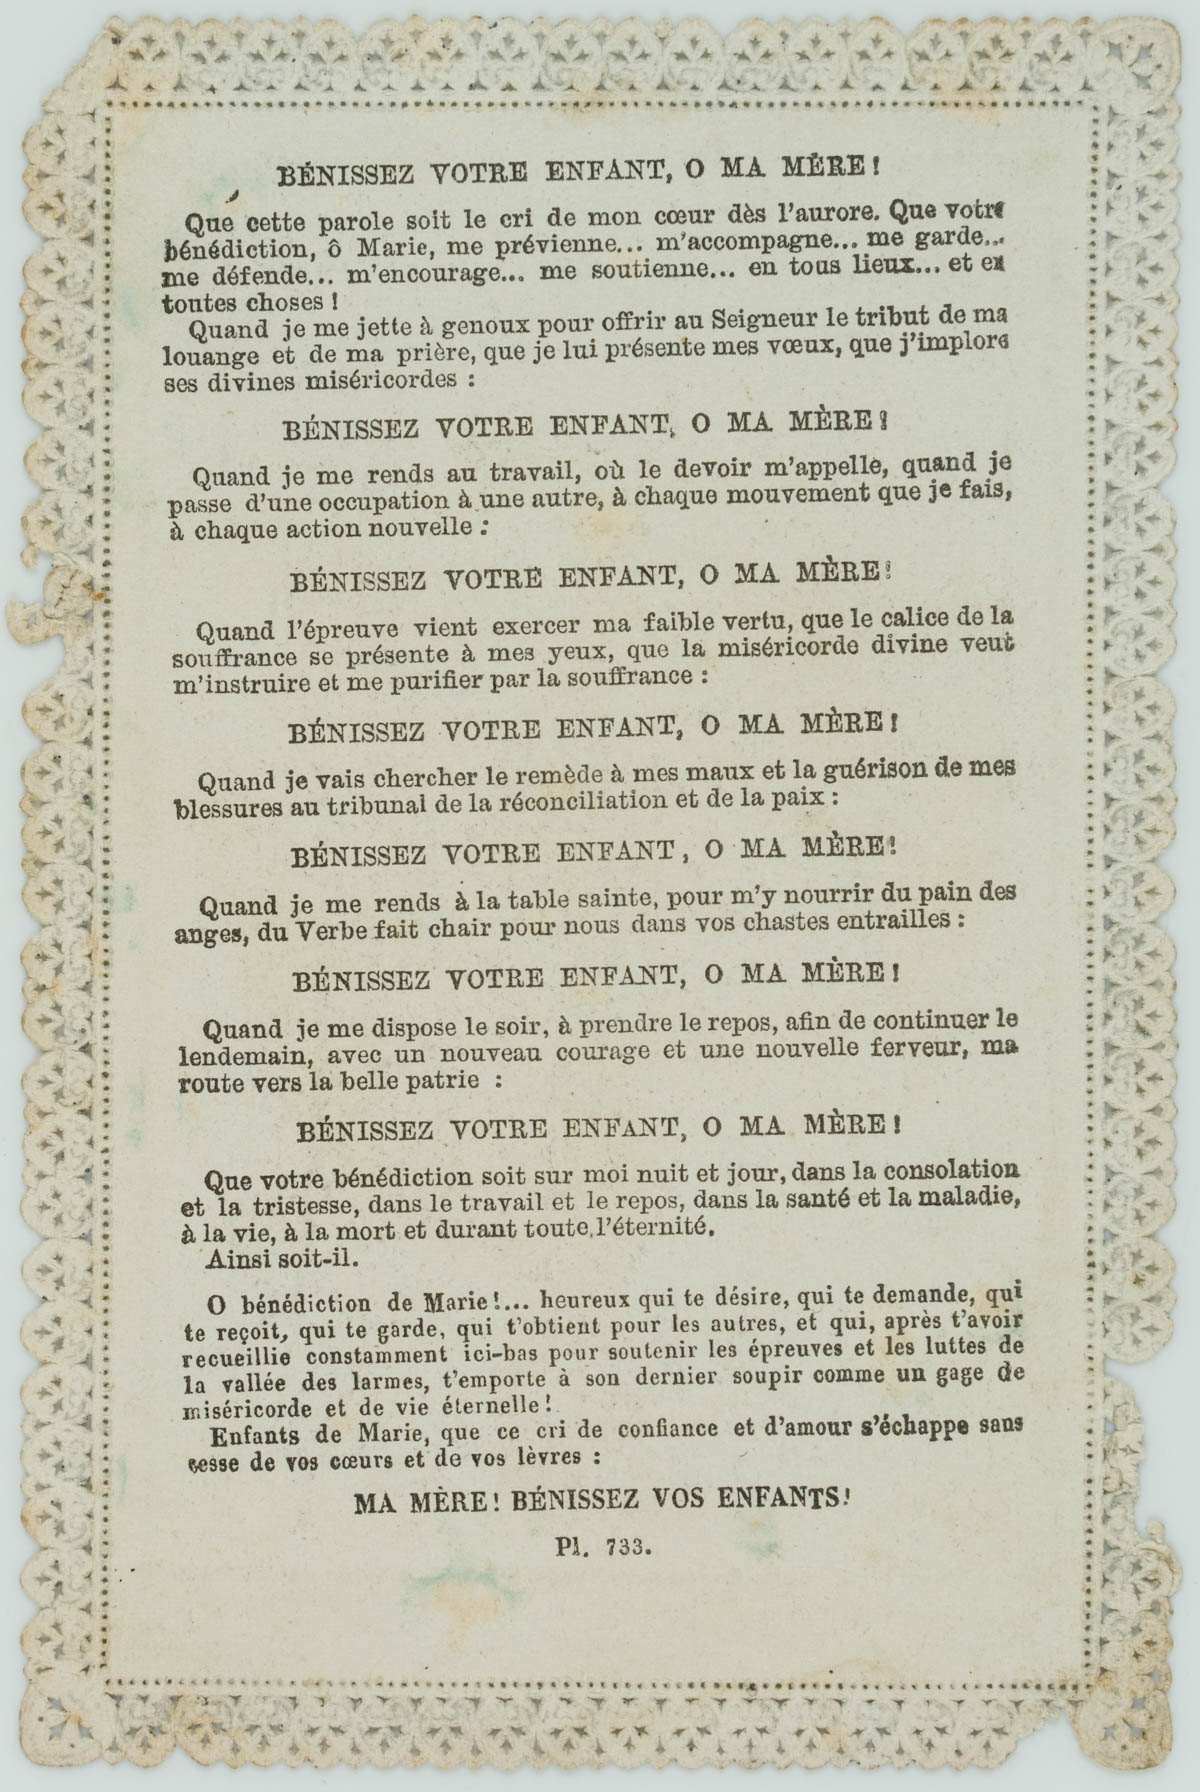 BÉNISSEZ VOTRE ENFANT, O MA MÈRE !
Que cette parole soit le cri de mon cœur dès l'aurore. Que votre
bénédiction, ô Marie, me prévienne... m'accompagne... me garde...
me défende... m'encourage... me soutienne... en tous lieux... et en
toutes choses !
Quand je me jette à genoux pour offrir au Seigneur le tribut de ma
louange et de ma prière, que je lui présente mes vœux, que j'implore
ses divines miséricordes :
BÉNISSEZ VOTRE ENFANT, O MA MÈRE !
Quand je me rends au travail, où le devoir m'appelle, quand je
passe d'une occupation à une autre, à chaque mouvement que je fais,
à chaque action nouvelle :
BÉNISSEZ VOTRE ENFANT, O MA MÈRE !
Quand l'épreuve vient exercer ma faible vertu, que le calice de la
souffrance se présente à mes yeux, que la miséricorde divine veut
m'instruire et me purifier par la souffrance :
BÉNISSEZ VOTRE ENFANT, O MA MÈRE !
Quand je vais chercher le remède à mes maux et la guérison de mes
blessures au tribunal de la réconciliation et de la paix :
BÉNISSEZ VOTRE ENFANT, O MA MÈRE !
Quand je me rends à la table sainte, pour m'y nourrir du pain des
anges, du Verbe fait chair pour nous dans vos chastes entrailles :
BÉNISSEZ VOTRE ENFANT, O MA MÈRE !
Quand je me dispose le soir, à prendre le repos, afin de continuer le
lendemain, avec un nouveau courage et une nouvelle ferveur, ma
route vers la belle patrie :
BÉNISSEZ VOTRE ENFANT, O MA MÈRE !
Que votre bénédiction soit sur moi nuit et jour, dans la consolation
et la tristesse, dans le travail et le repos, dans la santé et la maladie,
à la vie, à la mort et durant toute l'éternité.
Ainsi soit-il.
O bénédiction de Marie !... heureux qui te désire, qui te demande, qui
te reçoit, qui te garde, qui t'obtient pour les autres, et qui, après t'avoir
recueillie constamment ici-bas pour soutenir les épreuves et les luttes de
la vallée des larmes, t'emporte à son dernier soupir comme un gage de
miséricorde et de vie éternelle !
Enfants de Marie, que ce cri de confiance et d'amour s'échappe sans
cesse de vos cœurs et de vos lèvres :
MA MÈRE ! BÉNISSEZ VOS ENFANTS !
Pl. 733.